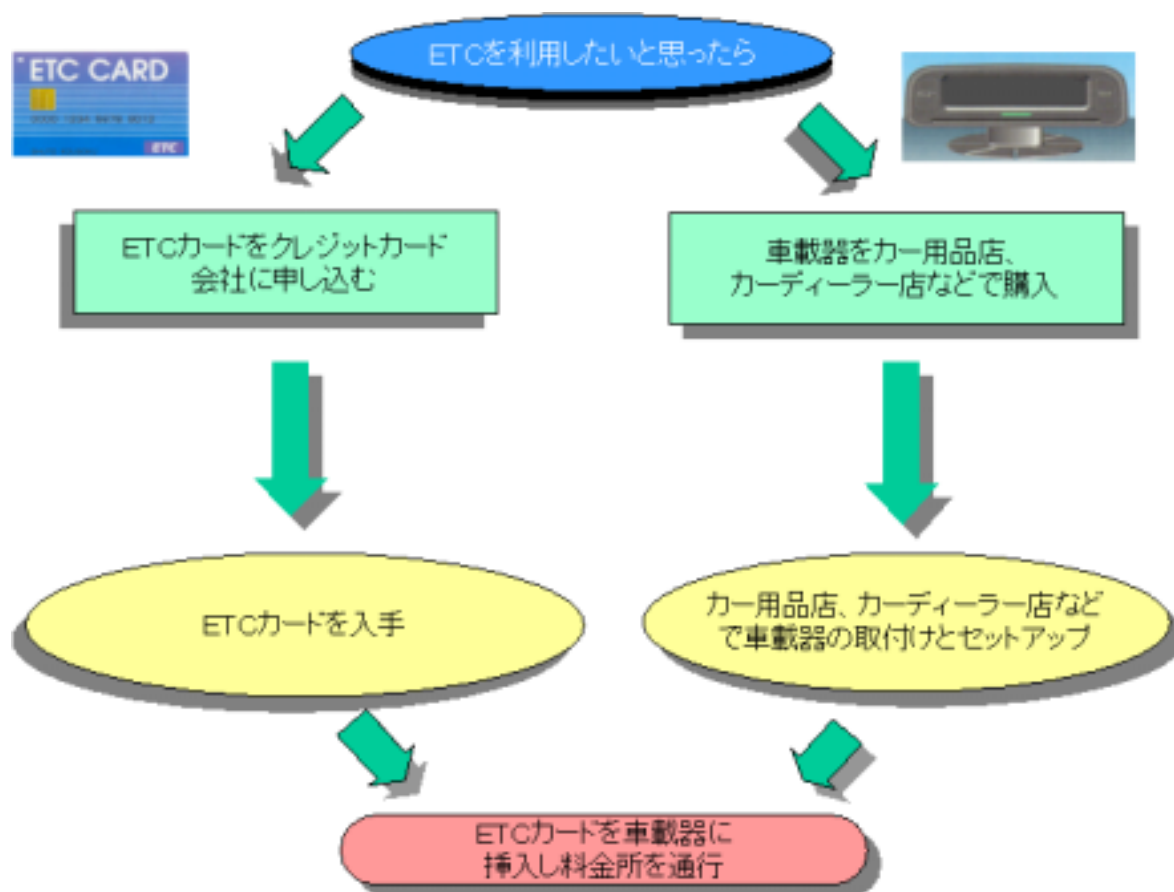 ETCを利用したいと思ったら
ETC CARD
ETC
ETCカードをクレジットカード
会社に申し込む
車載器をカー用品店、
カーディーラー店などで購入
ETCカードを入手
カー用品店、カーディーラー店など
で車載器の取付けとセットアップ
ETCカードを車載器に
挿入し料金所を通行